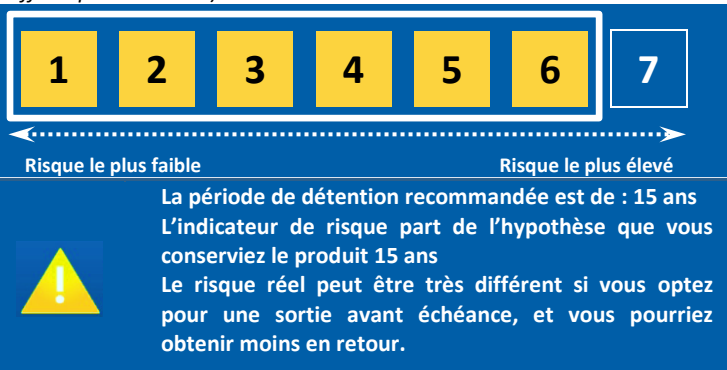 1 2 3 4 5 6 7
Risque le plus faible Risque le plus élevé
La période de détention recommandée est de : 15 ans
L’indicateur de risque part de l’hypothèse que vous
conserviez le produit 15 ans
Le risque réel peut être très différent si vous optez
pour une sortie avant échéance, et vous pourriez
obtenir moins en retour.